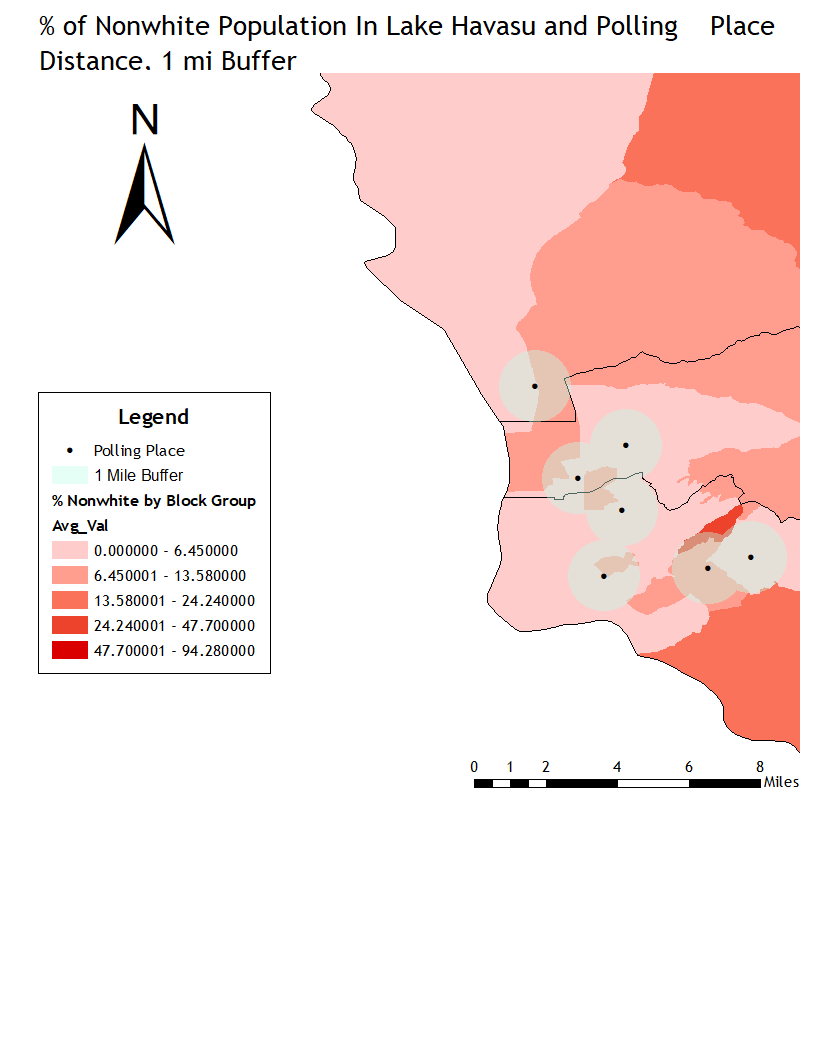 % of Nonwhite Population In Lake Havasu and Polling Place
Distance. 1 mi Buffer
N
Legend
Polling Place
1 Mile Buffer
% Nonwhite by Block Group
Avg_Val
0.000000 - 6.450000
6.450001 - 13.580000
13.580001 - 24.240000
24.240001 - 47.700000
47.700001 - 94.280000
0 1 2 4 6 8
Miles